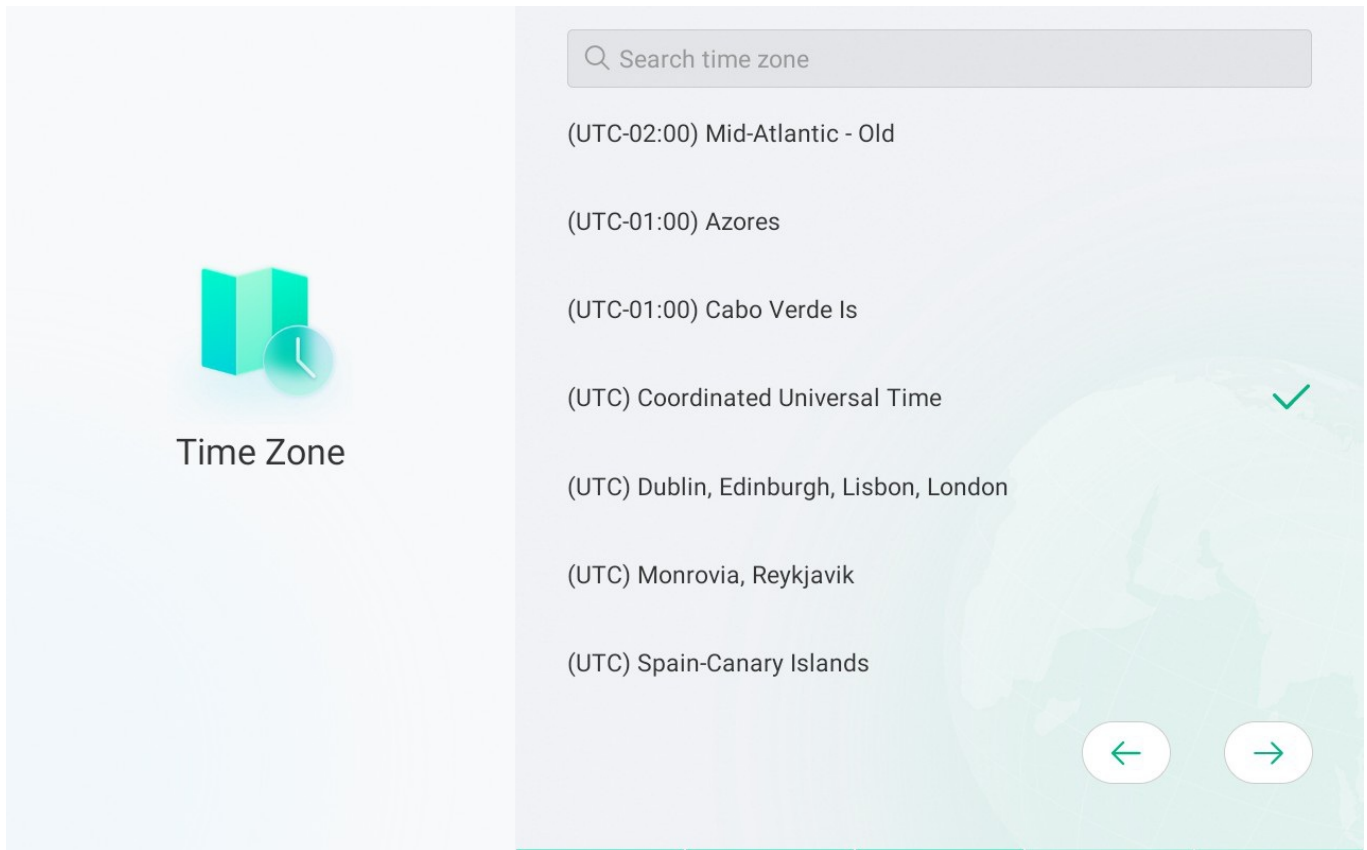 Time Zone
Search time zone
(UTC-02:00) Mid-Atlantic - Old
(UTC-01:00) Azores
(UTC-01:00) Cabo Verde Is
(UTC) Coordinated Universal Time
(UTC) Dublin, Edinburgh, Lisbon, London
(UTC) Monrovia, Reykjavik
(UTC) Spain-Canary Islands